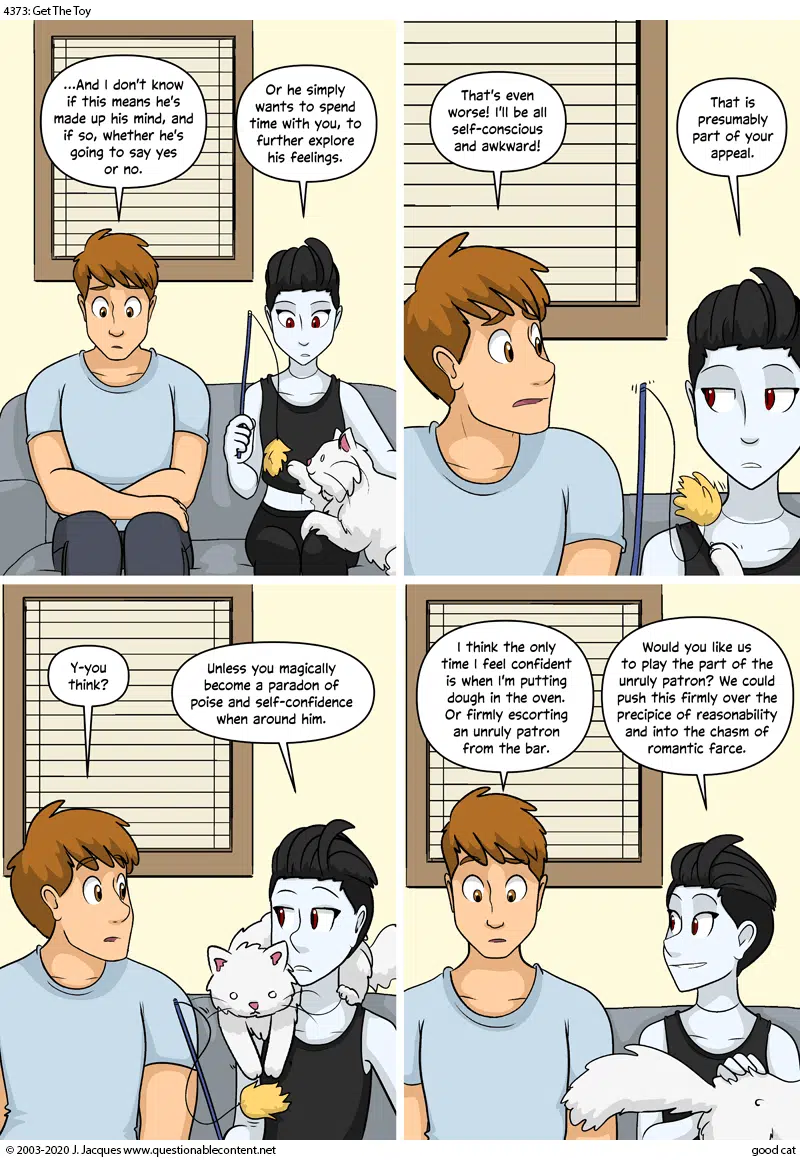 4373: Get The Toy
...And I don't know
if this means he's
made up his mind, and
if so, whether he's
going to say yes
or no.
Or he simply
wants to spend
time with you, to
further explore
his feelings.
That's even
worse! I'll be all
self-conscious
and awkward!
That is
presumably
part of your
appeal.
Y-you
think?
Unless you magically
become a paradon of
poise and self-confidence
when around him.
I think the only
time I feel confident
is when I'm putting
dough in the oven.
Or firmly escorting
an unruly patron
from the bar.
Would you like us
to play the part of the
unruly patron? We could
push this firmly over the
precipice of reasonability
and into the chasm of
romantic farce.
© 2003-2020 J. Jacques www.questionablecontent.net
good cat